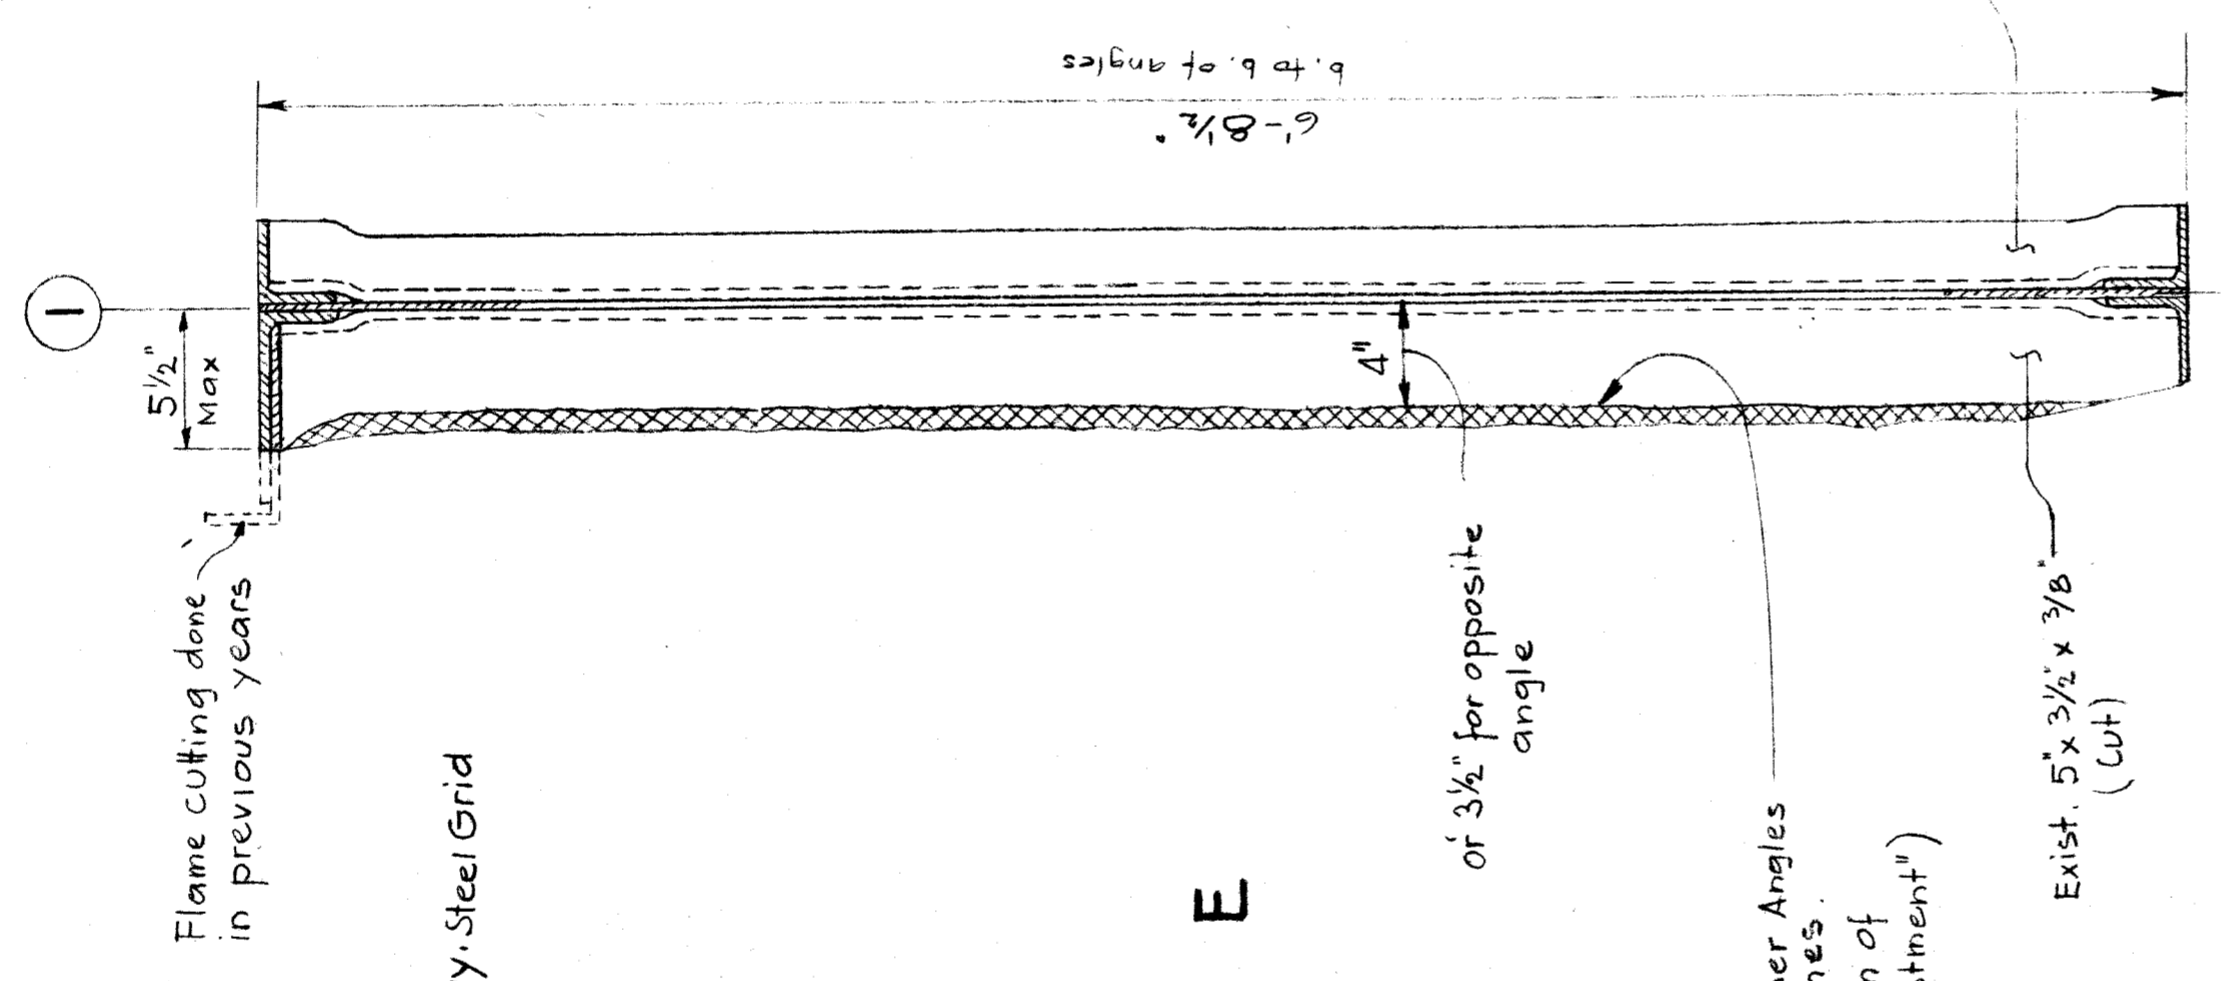 b. to b. of angles
6'-8½"
1
5½"
Max
4"
Flame cutting done
in previous years
y. Steel Grid
E
or 3½" for opposite
angle
er Angles
nes.
n of
tment")
Exist. 5" x 3½" x 3/8"
(cut)